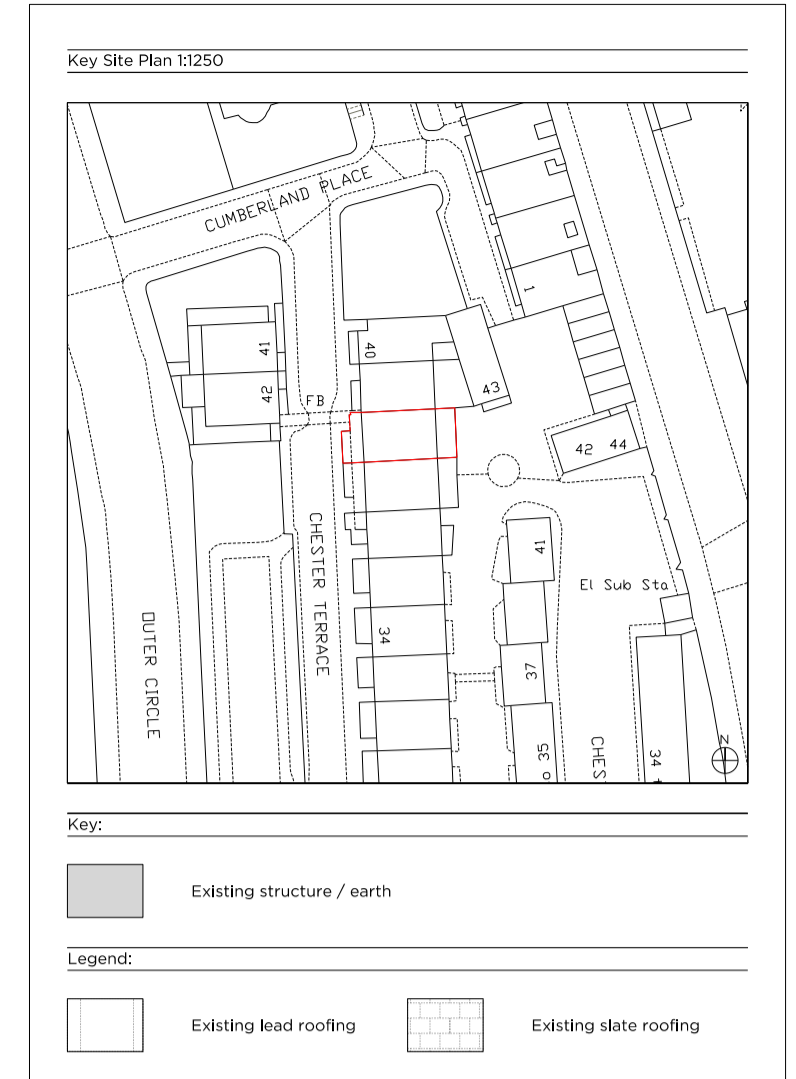 Key Site Plan 1:1250
CUMBERLAND PLACE
1
41
40
42
43
FB
42 44
CHESTER TERRACE
41
El Sub Sta
OUTER CIRCLE
34
37
35
CHES
34
N
Key:
Existing structure / earth
Legend:
Existing lead roofing
Existing slate roofing